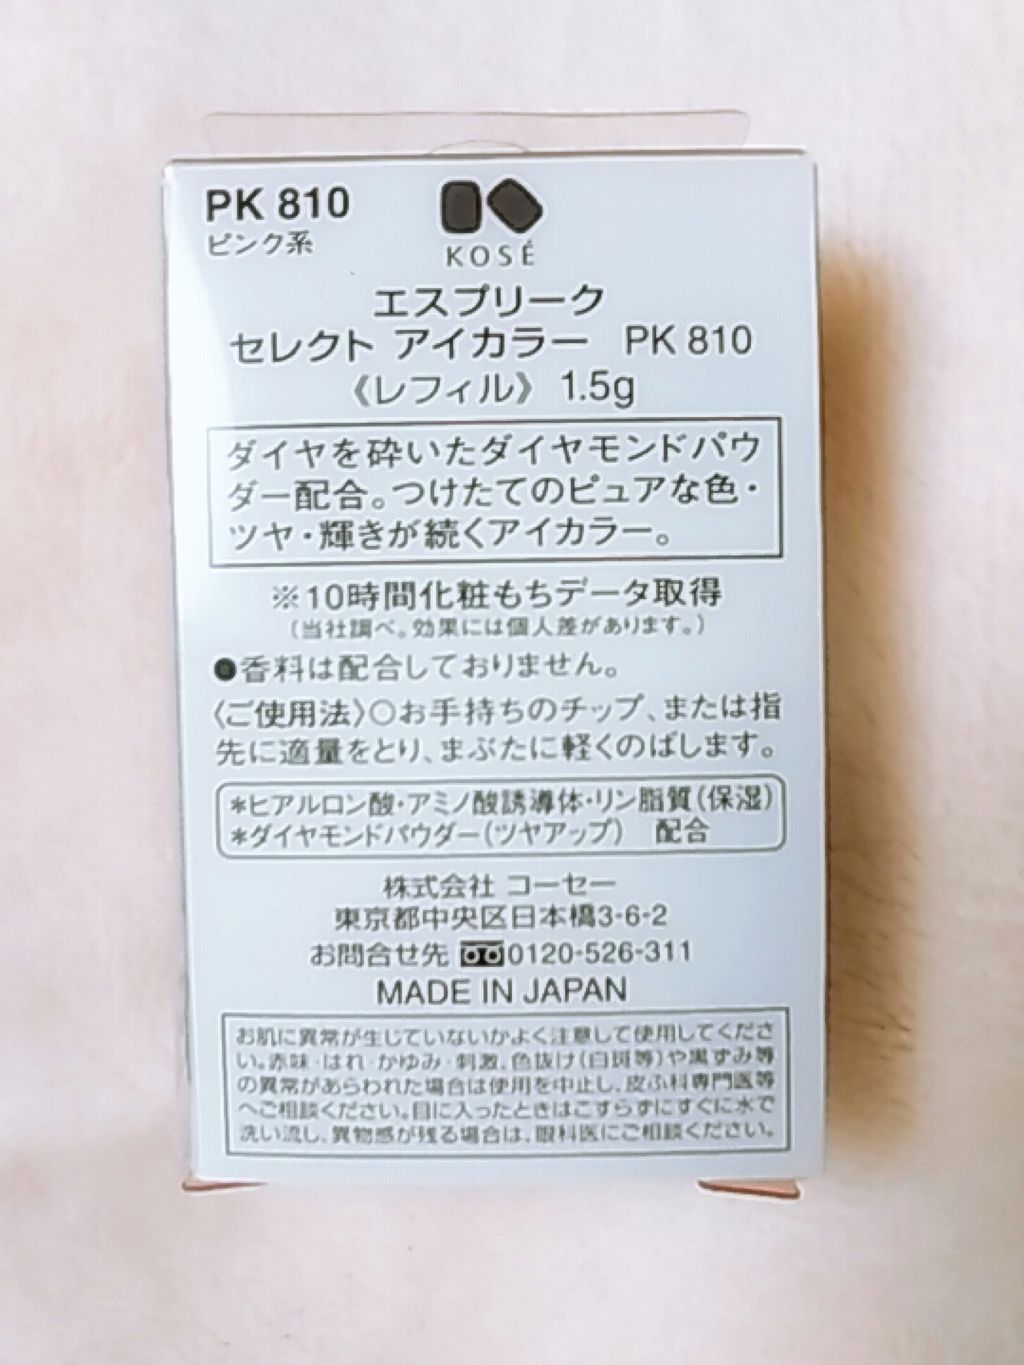 PK 810
ピンク系
KOSÉ
エスプリーク
セレクト アイカラー PK 810
《レフィル》 1.5g
ダイヤを砕いたダイヤモンドパウ
ダー配合。つけたてのピュアな色・
ツヤ・輝きが続くアイカラー。
※10時間化粧もちデータ取得
(当社調べ。効果には個人差があります。)
●香料は配合しておりません。
〈ご使用法〉○お手持ちのチップ、または指
先に適量をとり、まぶたに軽くのばします。
*ヒアルロン酸・アミノ酸誘導体・リン脂質(保湿)
*ダイヤモンドパウダー(ツヤアップ) 配合
株式会社 コーセー
東京都中央区日本橋3-6-2
お問合せ先 0120-526-311
MADE IN JAPAN
お肌に異常が生じていないかよく注意して使用してくださ
い。赤味・はれ・かゆみ・刺激、色抜け(白斑等)や黒ずみ等
の異常があらわれた場合は使用を中止し、皮ふ科専門医等
へご相談ください。目に入ったときはこすらずにすぐに水で
洗い流し、異物感が残る場合は、眼科医にご相談ください。